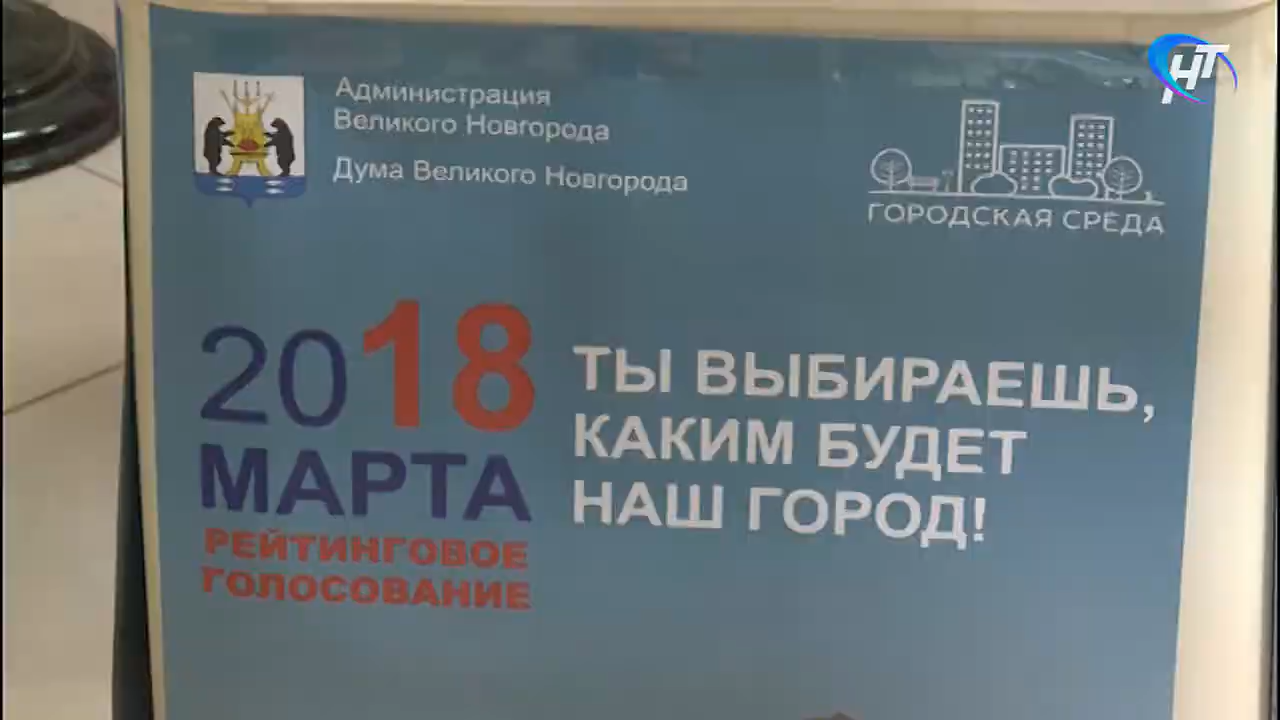 Администрация
Великого Новгорода
Дума Великого Новгорода
ГОРОДСКАЯ СРЕДА
НТ
2018
МАРТА
РЕЙТИНГОВОЕ
ГОЛОСОВАНИЕ
ТЫ ВЫБИРАЕШЬ,
КАКИМ БУДЕТ
НАШ ГОРОД!